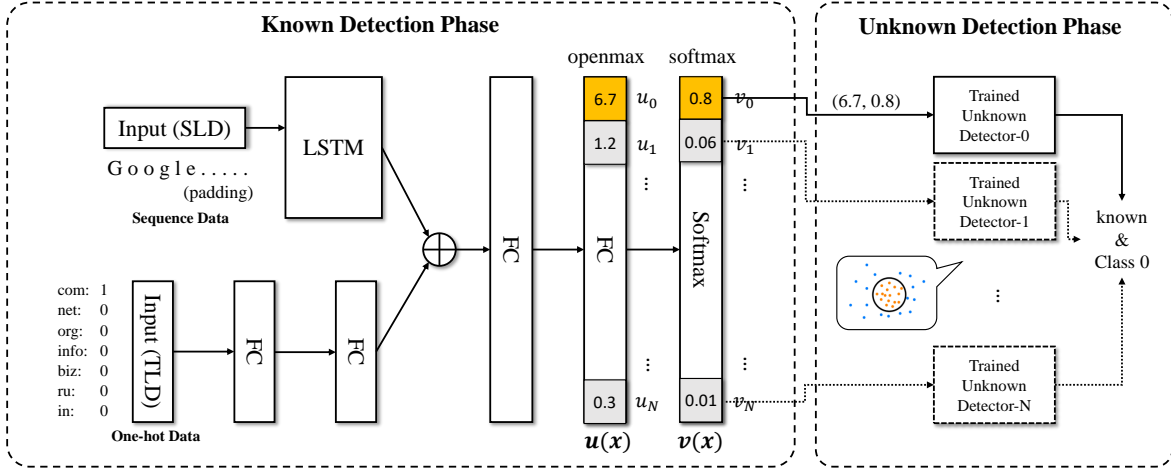 Known Detection Phase
Unknown Detection Phase
openmax
softmax
Input (SLD)
G o o g l e . . . . .
(padding)
Sequence Data
LSTM
com: 1
net: 0
org: 0
info: 0
biz: 0
ru: 0
in: 0
One-hot Data
Input (TLD)
FC
FC
FC
6.7 u0
1.2 u1
...
FC
...
0.3 uN
u(x)
0.8 v0
0.06 v1
...
Softmax
...
0.01 vN
v(x)
(6.7, 0.8)
Trained
Unknown
Detector-0
Trained
Unknown
Detector-1
...
Trained
Unknown
Detector-N
known
&
Class 0